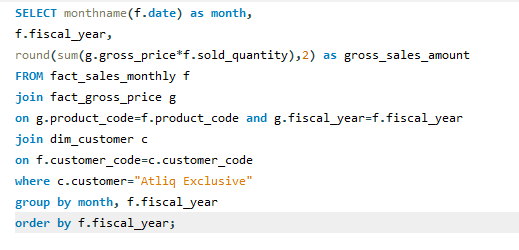 SELECT monthname(f.date) as month,
f.fiscal_year,
round(sum(g.gross_price*f.sold_quantity),2) as gross_sales_amount
FROM fact_sales_monthly f
join fact_gross_price g
on g.product_code=f.product_code and g.fiscal_year=f.fiscal_year
join dim_customer c
on f.customer_code=c.customer_code
where c.customer="Atliq Exclusive"
group by month, f.fiscal_year
order by f.fiscal_year;